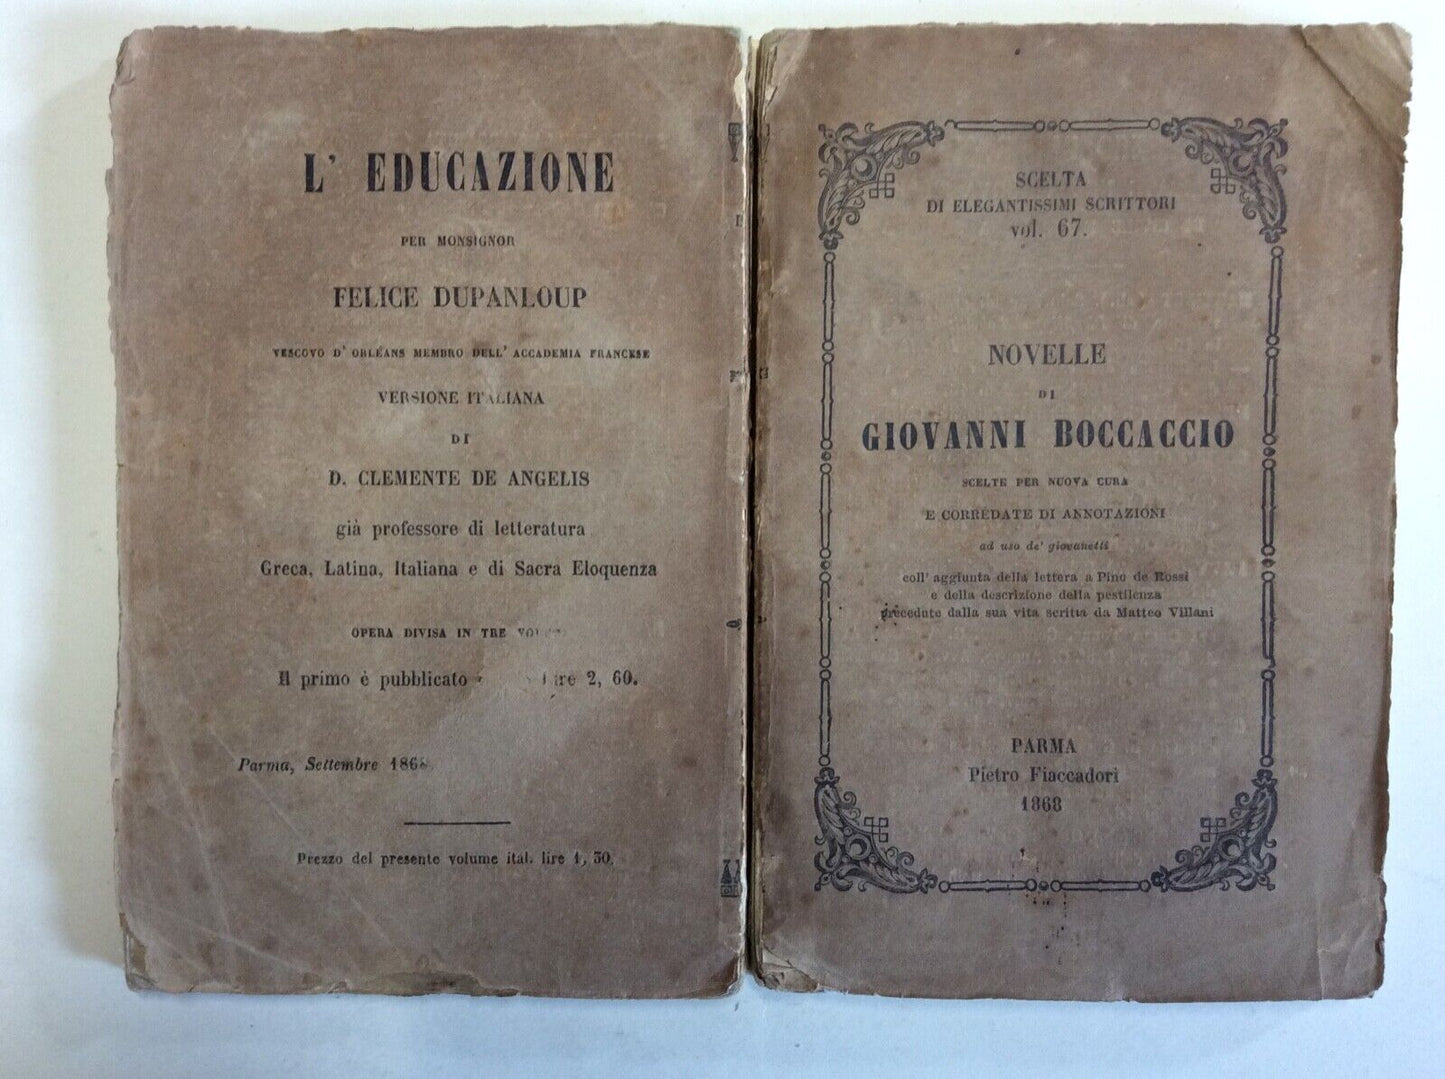 L' EDUCAZIONE
PER MONSIGNOR
FELICE DUPANLOUP
VESCOVO D' ORLÉANS MEMBRO DELL' ACCADEMIA FRANCESE
VERSIONE ITALIANA
DI
D. CLEMENTE DE ANGELIS
già professore di letteratura
Greca, Latina, Italiana e di Sacra Eloquenza
OPERA DIVISA IN TRE
Il primo è pubblicato 2, 60.
Parma, Settembre 1868
Prezzo del presente volume ital. lire 1, 30.
SCELTA
DI ELEGANTISSIMI SCRITTORI
vol. 67.
NOVELLE
DI
GIOVANNI BOCCACCIO
SCELTE PER NUOVA CURA
E CORREDATE DI ANNOTAZIONI
ad uso de' giovanetti
coll' aggiunta della lettera a Pino de Rossi
e della descrizione della pestilenza
precedute dalla sua vita scritta da Matteo Villani
PARMA
Pietro Fiaccadori
1868